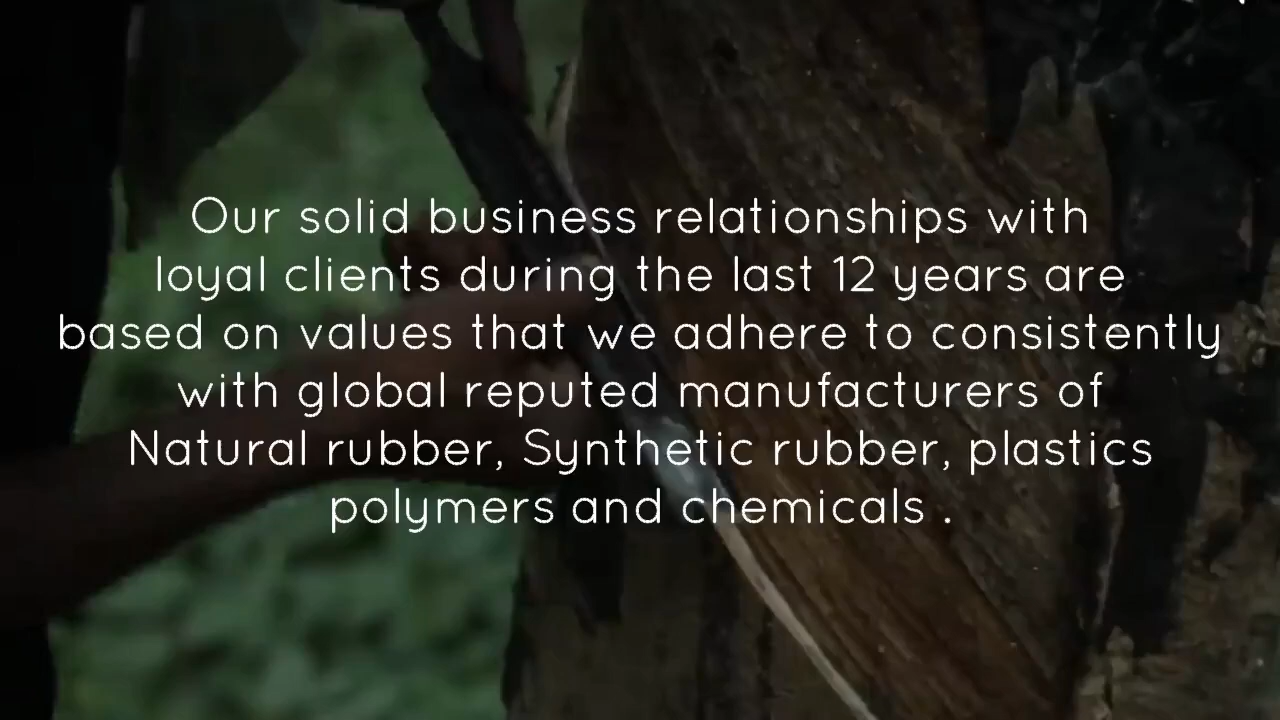 Our solid business relationships with
loyal clients during the last 12 years are
based on values that we adhere to consistently
with global reputed manufacturers of
Natural rubber, Synthetic rubber, plastics
polymers and chemicals .